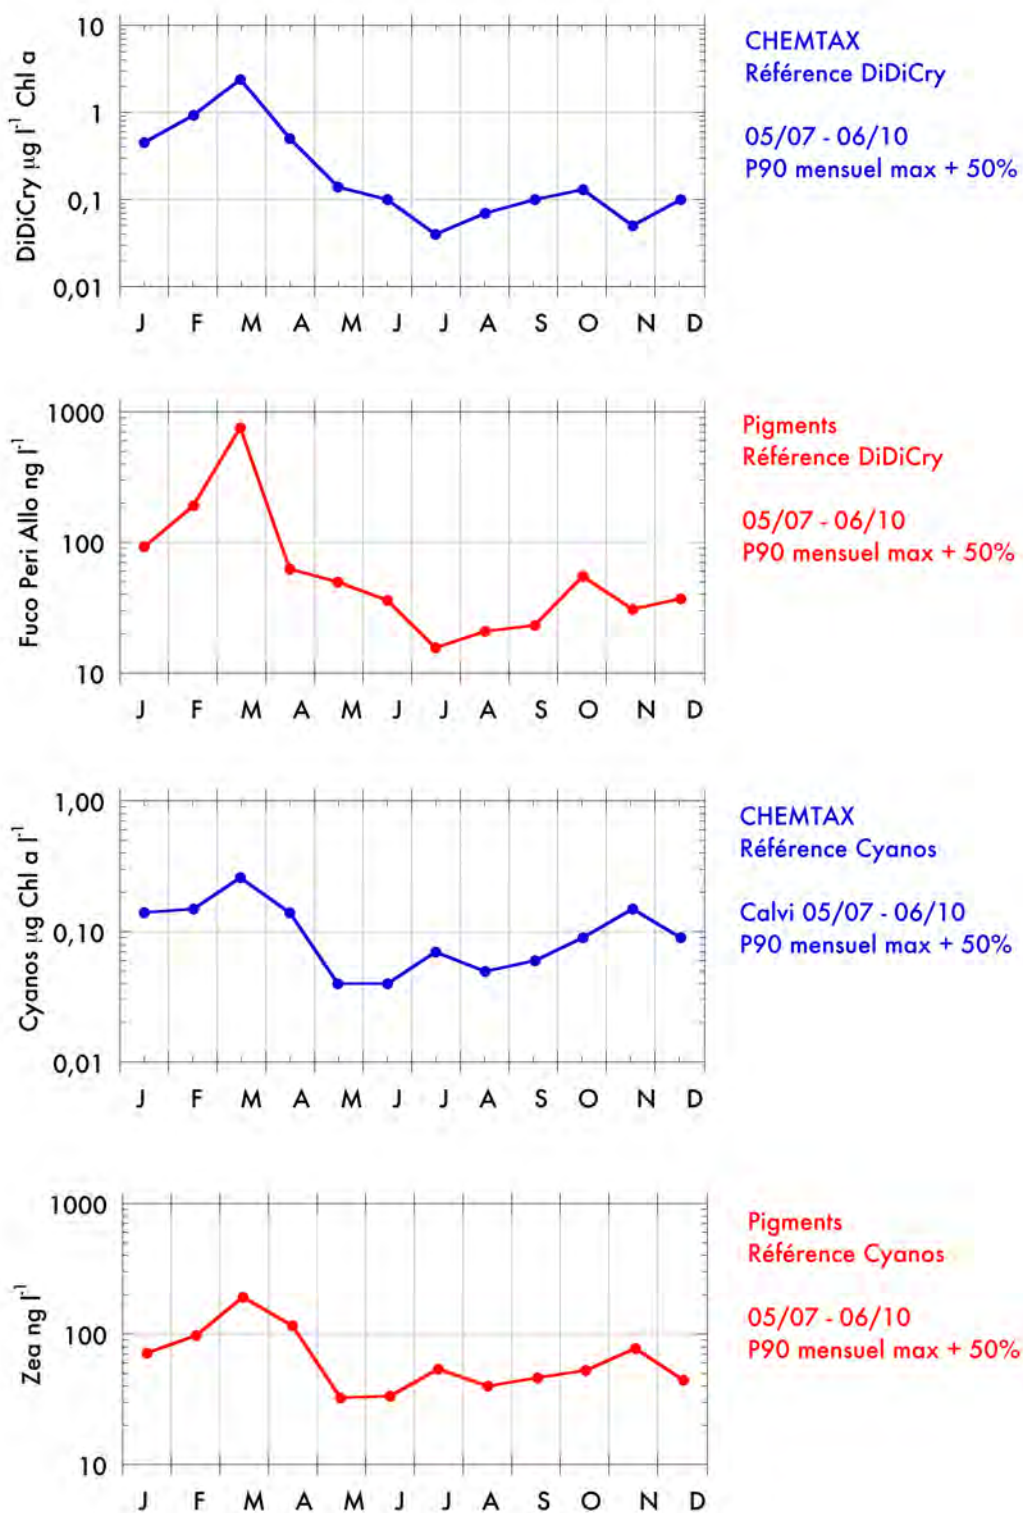 DiDiCry µg l-1 Chl a
10
1
0,1
0,01
J F M A M J J A S O N D
CHEMTAX
Référence DiDiCry
05/07 - 06/10
P90 mensuel max + 50%
Fuco Peri Allo ng l-1
1000
100
10
J F M A M J J A S O N D
Pigments
Référence DiDiCry
05/07 - 06/10
P90 mensuel max + 50%
Cyanos µg Chl a l-1
1,00
0,10
0,01
J F M A M J J A S O N D
CHEMTAX
Référence Cyanos
Calvi 05/07 - 06/10
P90 mensuel max + 50%
Zea ng l-1
1000
100
10
J F M A M J J A S O N D
Pigments
Référence Cyanos
05/07 - 06/10
P90 mensuel max + 50%